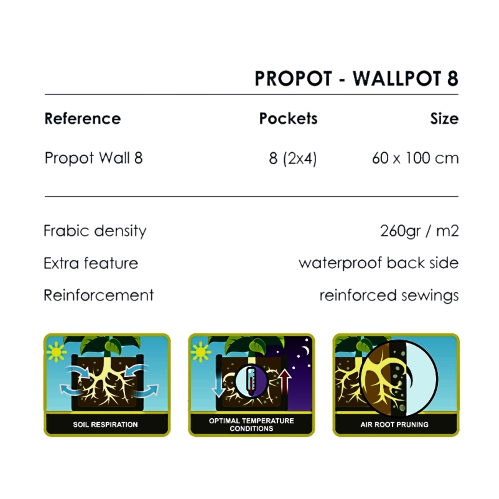 PROPOT - WALLPOT 8
Reference Pockets Size
Propot Wall 8 8 (2x4) 60 x 100 cm
Frabic density 260gr / m2
Extra feature waterproof back side
Reinforcement reinforced sewings
SOIL RESPIRATION
OPTIMAL TEMPERATURE
CONDITIONS
AIR ROOT PRUNING